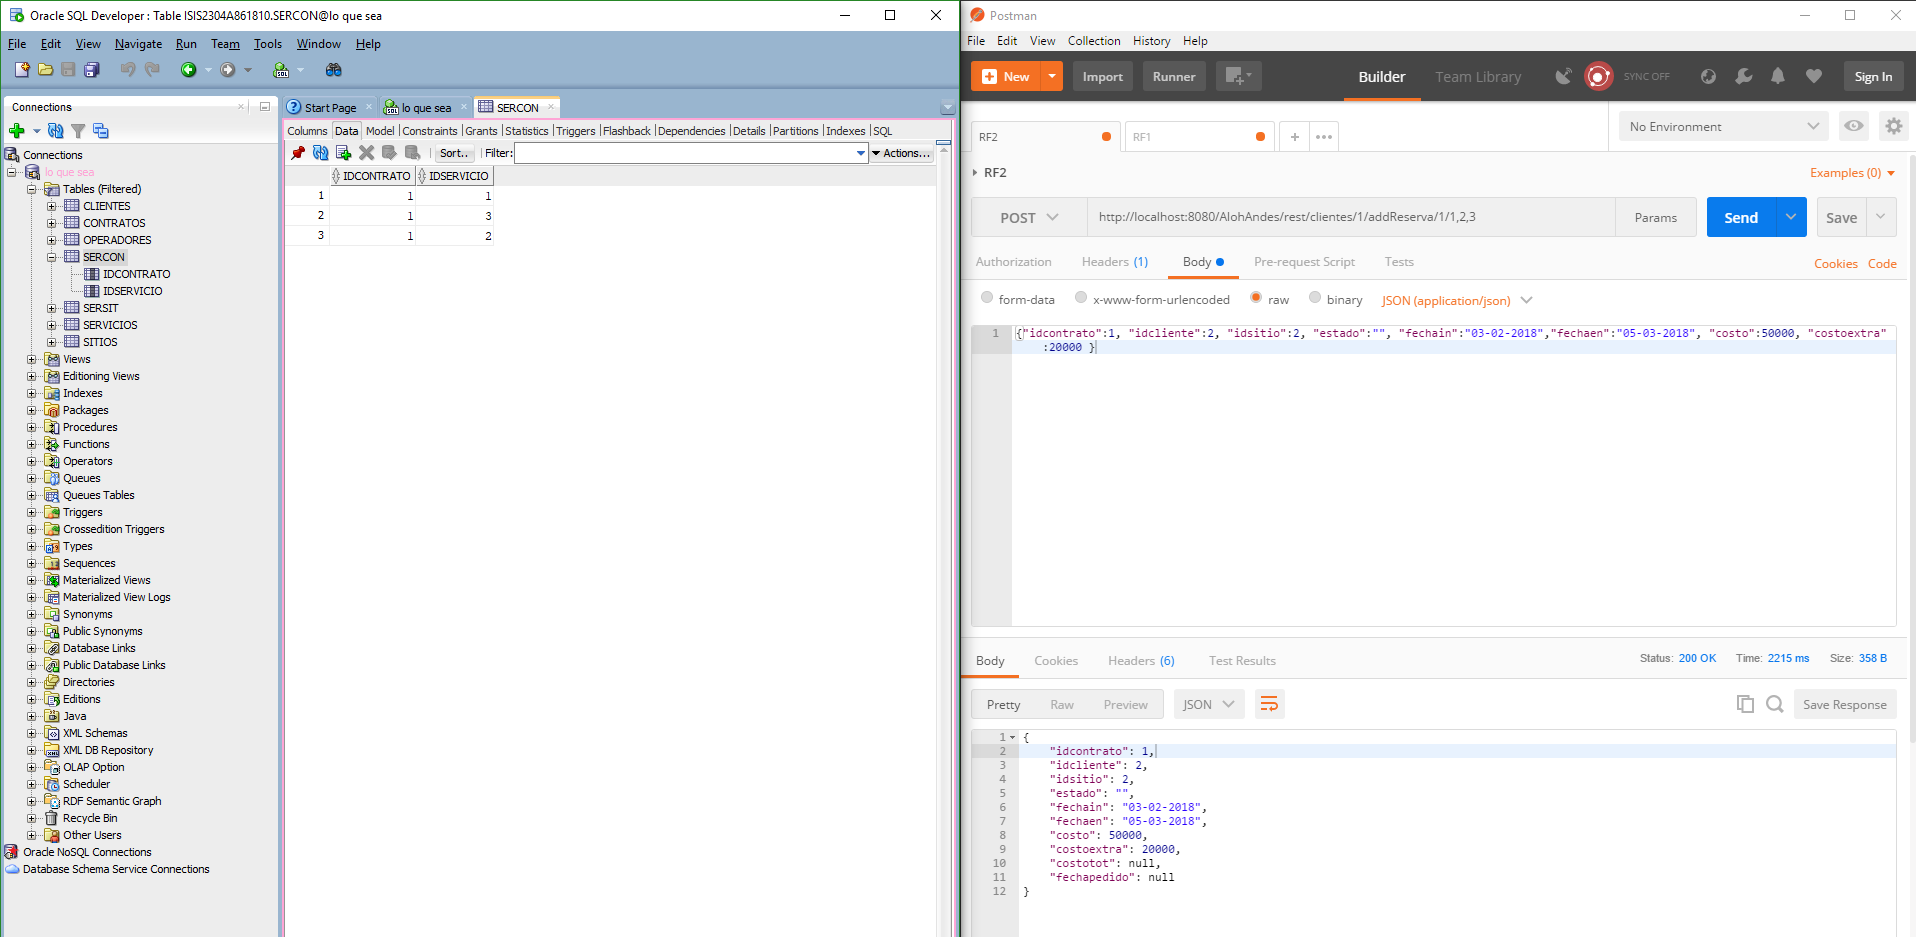 Oracle SQL Developer : Table ISIS2304A861810.SERCON@lo que sea
File Edit View Navigate Run Team Tools Window Help
Connections
Connections
lo que sea
Tables (Filtered)
CLIENTES
CONTRATOS
OPERADORES
SERCON
IDCONTRATO
IDSERVICIO
SERSIT
SERVICIOS
SITIOS
Views
Editioning Views
Indexes
Packages
Procedures
Functions
Operators
Queues
Queues Tables
Triggers
Crossedition Triggers
Types
Sequences
Materialized Views
Materialized View Logs
Synonyms
Public Synonyms
Database Links
Public Database Links
Directories
Editions
Java
XML Schemas
XML DB Repository
OLAP Option
Scheduler
RDF Semantic Graph
Recycle Bin
Other Users
Oracle NoSQL Connections
Database Schema Service Connections
Start Page lo que sea SERCON
Columns Data Model Constraints Grants Statistics Triggers Flashback Dependencies Details Partitions Indexes SQL
Sort.. Filter: Actions...
IDCONTRATO IDSERVICIO
1 1 1
2 1 3
3 1 2
Postman
File Edit View Collection History Help
New Import Runner Builder Team Library SYNC OFF Sign In
RF2 RF1 No Environment
RF2 Examples (0)
POST http://localhost:8080/AlohAndes/rest/clientes/1/addReserva/1/1,2,3 Params Send Save
Authorization Headers (1) Body Pre-request Script Tests Cookies Code
form-data x-www-form-urlencoded raw binary JSON (application/json)
1 {"idcontrato":1, "idcliente":2, "idsitio":2, "estado":"", "fechain":"03-02-2018","fechaen":"05-03-2018", "costo":50000, "costoextra"
:20000 }
Body Cookies Headers (6) Test Results Status: 200 OK Time: 2215 ms Size: 358 B
Pretty Raw Preview JSON Save Response
1 {
2 "idcontrato": 1,
3 "idcliente": 2,
4 "idsitio": 2,
5 "estado": "",
6 "fechain": "03-02-2018",
7 "fechaen": "05-03-2018",
8 "costo": 50000,
9 "costoextra": 20000,
10 "costotot": null,
11 "fechapedido": null
12 }